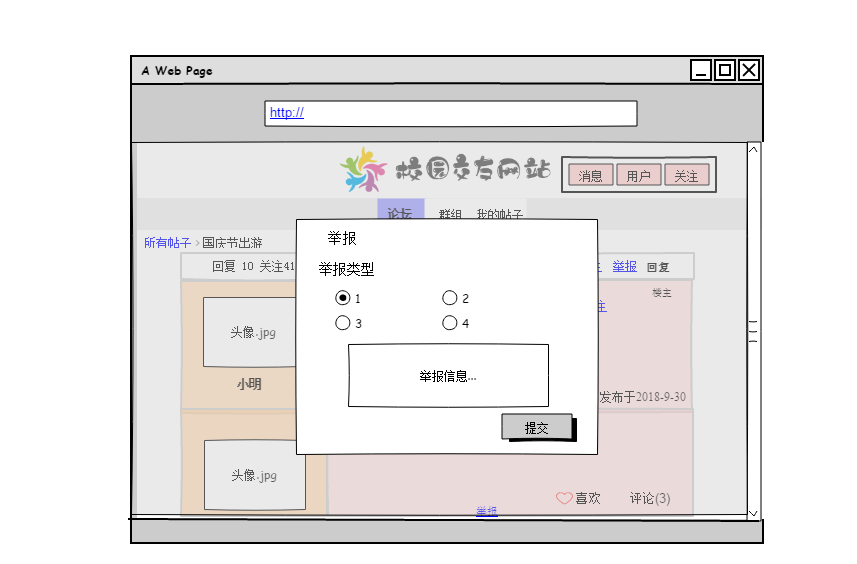 A Web Page
http://
校园交友网站
消息 用户 关注
论坛 群组 我的帖子
所有帖子 > 国庆节出游
回复 10 关注41
举报 回复
举报
举报类型
1 2
3 4
举报信息...
提交
楼主
头像.jpg
小明
发布于2018-9-30
头像.jpg
喜欢 评论(3)
举报